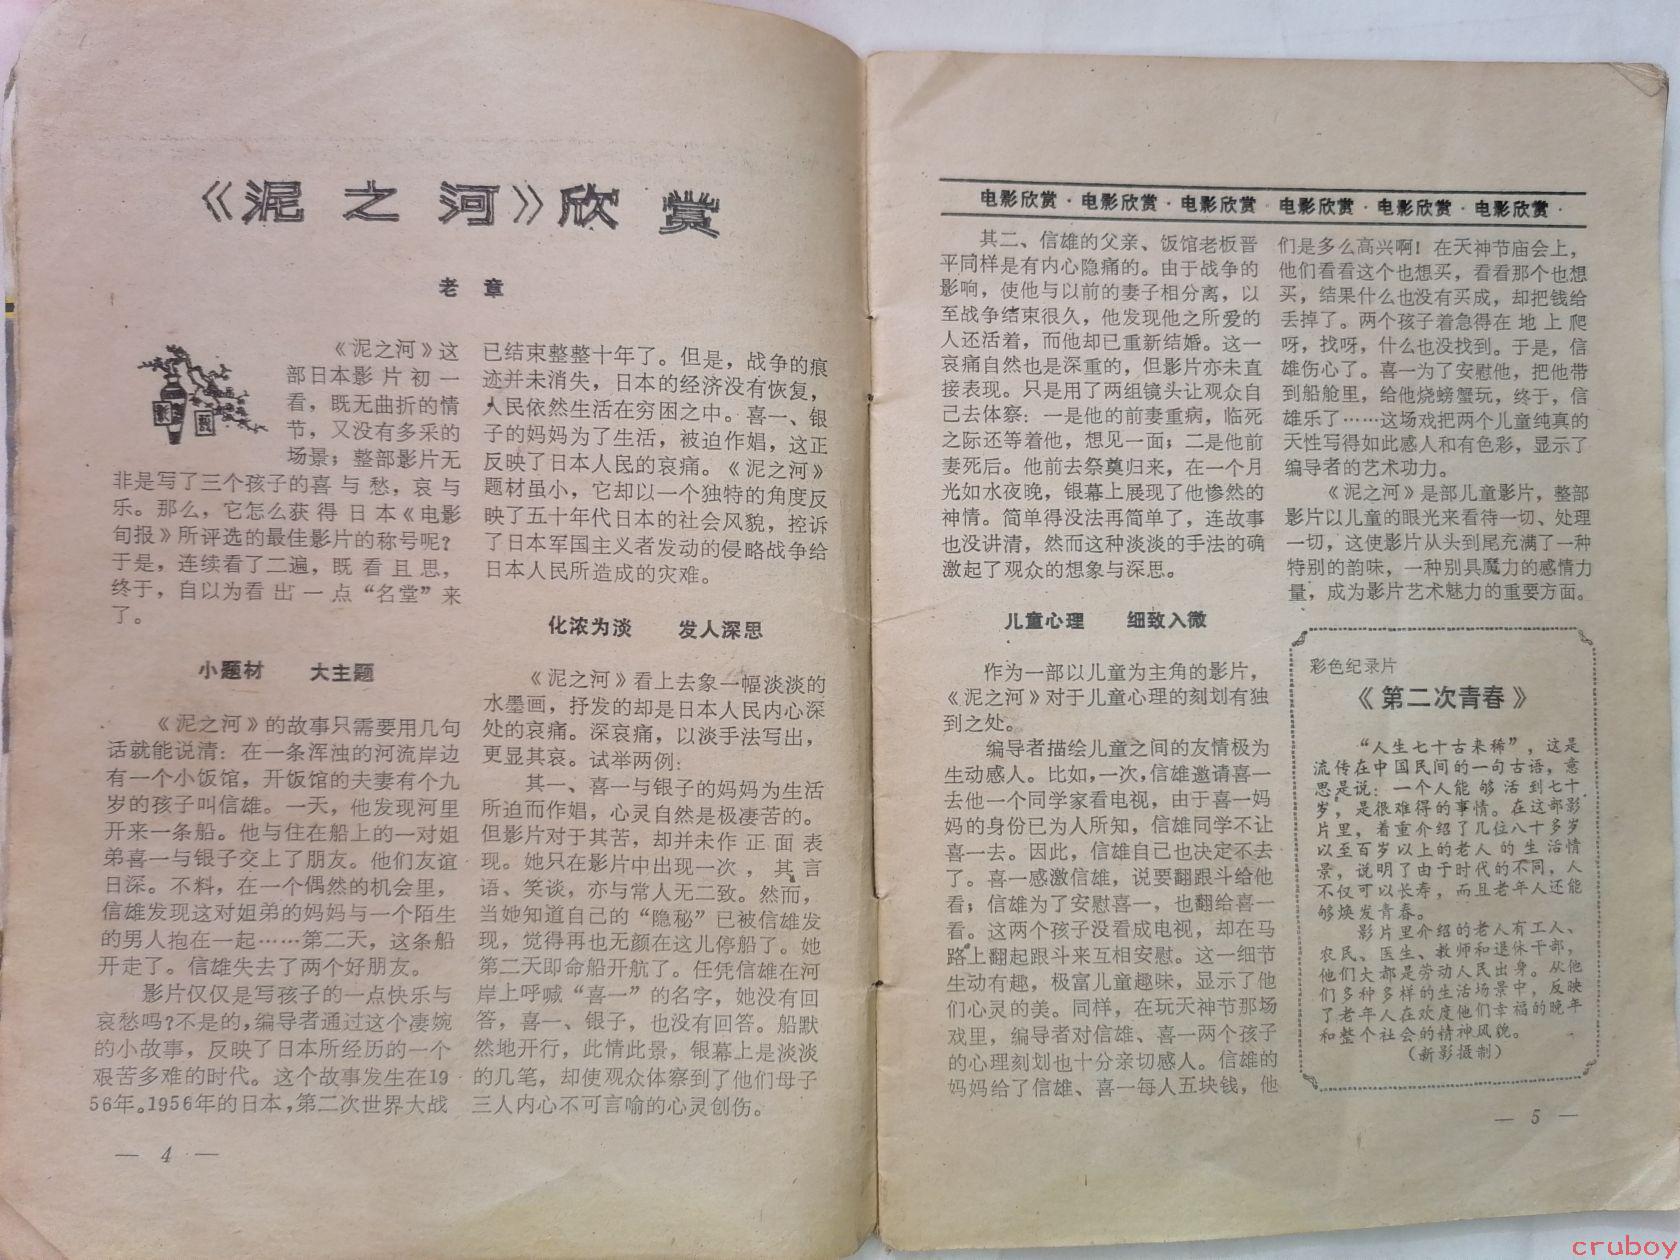 《泥之河》欣赏
老章
《泥之河》这
部日本影片初一
看，既无曲折的情
节，又没有多采的
场景；整部影片无
非是写了三个孩子的喜与愁，哀与
乐。那么，它怎么获得日本《电影
旬报》所评选的最佳影片的称号呢？
于是，连续看了二遍，既看且思，
终于，自以为看出一点“名堂”来
了。
小题材　大主题
《泥之河》的故事只需要用几句
话就能说清：在一条浑浊的河流岸边
有一个小饭馆，开饭馆的夫妻有个九
岁的孩子叫信雄。一天，他发现河里
开来一条船。他与住在船上的一对姐
弟喜一与银子交上了朋友。他们友谊
日深。不料，在一个偶然的机会里，
信雄发现这对姐弟的妈妈与一个陌生
的男人抱在一起……第二天，这条船
开走了。信雄失去了两个好朋友。
影片仅仅是写孩子的一点快乐与
哀愁吗？不是的，编导者通过这个凄婉
的小故事，反映了日本所经历的一个
艰苦多难的时代。这个故事发生在19
56年。1956年的日本，第二次世界大战
已结束整整十年了。但是，战争的痕
迹并未消失，日本的经济没有恢复，
人民依然生活在穷困之中。喜一、银
子的妈妈为了生活，被迫作娼，这正
反映了日本人民的哀痛。《泥之河》
题材虽小，它却以一个独特的角度反
映了五十年代日本的社会风貌，控诉
了日本军国主义者发动的侵略战争给
日本人民所造成的灾难。
化浓为淡　发人深思
《泥之河》看上去象一幅淡淡的
水墨画，抒发的却是日本人民内心深
处的哀痛。深哀痛，以淡手法写出，
更显其哀。试举两例：
其一、喜一与银子的妈妈为生活
所迫而作娼，心灵自然是极凄苦的。
但影片对于其苦，却并未作正面表
现。她只在影片中出现一次，其言
语、笑谈，亦与常人无二致。然而，
当她知道自己的“隐秘”已被信雄发
现，觉得再也无颜在这儿停船了。她
第二天即命船开航了。任凭信雄在河
岸上呼喊“喜一”的名字，她没有回
答，喜一、银子，也没有回答。船默
然地开行，此情此景，银幕上是淡淡
的几笔，却使观众体察到了他们母子
三人内心不可言喻的心灵创伤。
— 4 —
电影欣赏·电影欣赏·电影欣赏·电影欣赏·电影欣赏·电影欣赏·
其二、信雄的父亲、饭馆老板晋
平同样是有内心隐痛的。由于战争的
影响，使他与以前的妻子相分离，以
至战争结束很久，他发现他之所爱的
人还活着，而他却已重新结婚。这一
哀痛自然也是深重的，但影片亦未直
接表现。只是用了两组镜头让观众自
己去体察：一是他的前妻重病，临死
之际还等着他，想见一面；二是他前
妻死后。他前去祭奠归来，在一个月
光如水夜晚，银幕上展现了他惨然的
神情。简单得没法再简单了，连故事
也没讲清，然而这种淡淡的手法的确
激起了观众的想象与深思。
儿童心理　细致入微
作为一部以儿童为主角的影片，
《泥之河》对于儿童心理的刻划有独
到之处。
编导者描绘儿童之间的友情极为
生动感人。比如，一次，信雄邀请喜一
去他一个同学家看电视，由于喜一妈
妈的身份已为人所知，信雄同学不让
喜一去。因此，信雄自己也决定不去
了。喜一感激信雄，说要翻跟斗给他
看；信雄为了安慰喜一，也翻给喜一
看。这两个孩子没看成电视，却在马
路上翻起跟斗来互相安慰。这一细节
生动有趣，极富儿童趣味，显示了他
们心灵的美。同样，在玩天神节那场
戏里，编导者对信雄、喜一两个孩子
的心理刻划也十分亲切感人。信雄的
妈妈给了信雄、喜一每人五块钱，他
们是多么高兴啊！在天神节庙会上，
他们看看这个也想买，看看那个也想
买，结果什么也没有买成，却把钱给
丢掉了。两个孩子着急得在地上爬
呀，找呀，什么也没找到。于是，信
雄伤心了。喜一为了安慰他，把他带
到船舱里，给他烧螃蟹玩，终于，信
雄乐了……这场戏把两个儿童纯真的
天性写得如此感人和有色彩，显示了
编导者的艺术功力。
《泥之河》是部儿童影片，整部
影片以儿童的眼光来看待一切、处理
一切，这使影片从头到尾充满了一种
特别的韵味，一种别具魔力的感情力
量，成为影片艺术魅力的重要方面。
彩色纪录片
《第二次青春》
“人生七十古来稀”，这是
流传在中国民间的一句古语，意
思是说：一个人能够活到七十
岁，是很难得的事情。在这部影
片里，着重介绍了几位八十多岁
以至百岁以上的老人的生活情
景，说明了由于时代的不同，人
不仅可以长寿，而且老年人还能
够焕发青春。
影片里介绍的老人有工人、
农民、医生、教师和退休干部，
他们大都是劳动人民出身。从他
们多种多样的生活场景中，反映
了老年人在欢度他们幸福的晚年
和整个社会的精神风貌。
（新影摄制）
— 5 —
cruboy